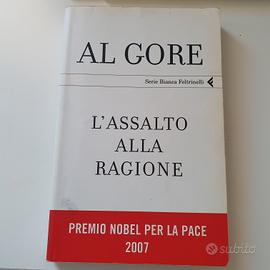 AL GORE
Serie Bianca Feltrinelli
L'ASSALTO
ALLA
RAGIONE
PREMIO NOBEL PER LA PACE
2007
subito